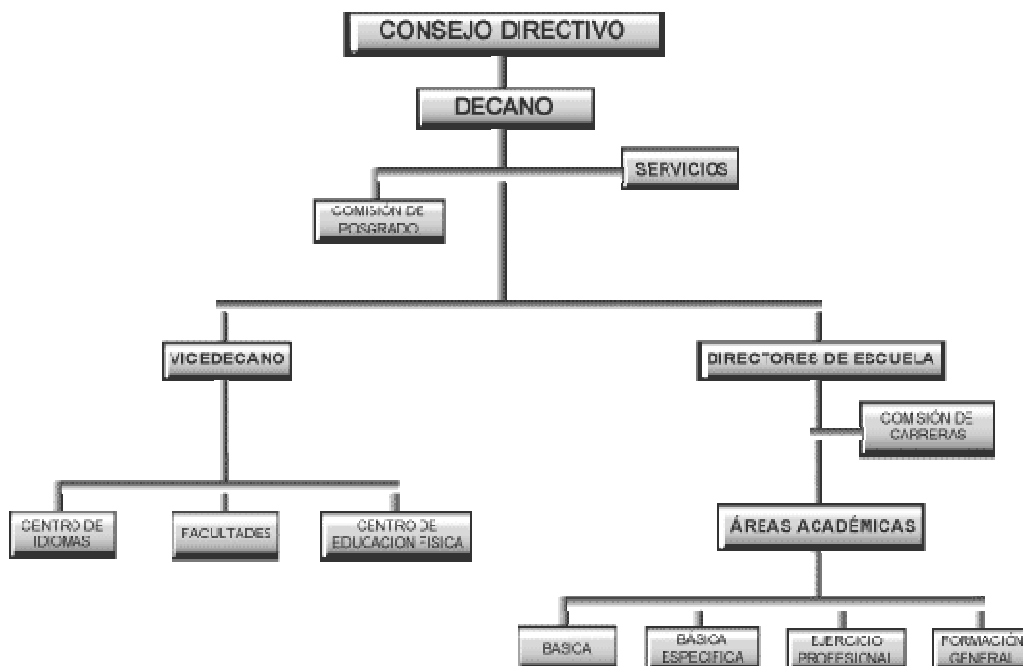 CONSEJO DIRECTIVO
DECANO
SERVICIOS
COMISIÓN DE
POSGRADO
VICEDECANO
DIRECTORES DE ESCUELA
COMISIÓN DE
CARRERAS
CENTRO DE
IDIOMAS
FACULTADES
CENTRO DE
EDUCACION FISICA
ÁREAS ACADÉMICAS
BASICA
BASICA
ESPECIFICA
EJERCICIO
PROFESIONAL
FORMACIÓN
GENERAL